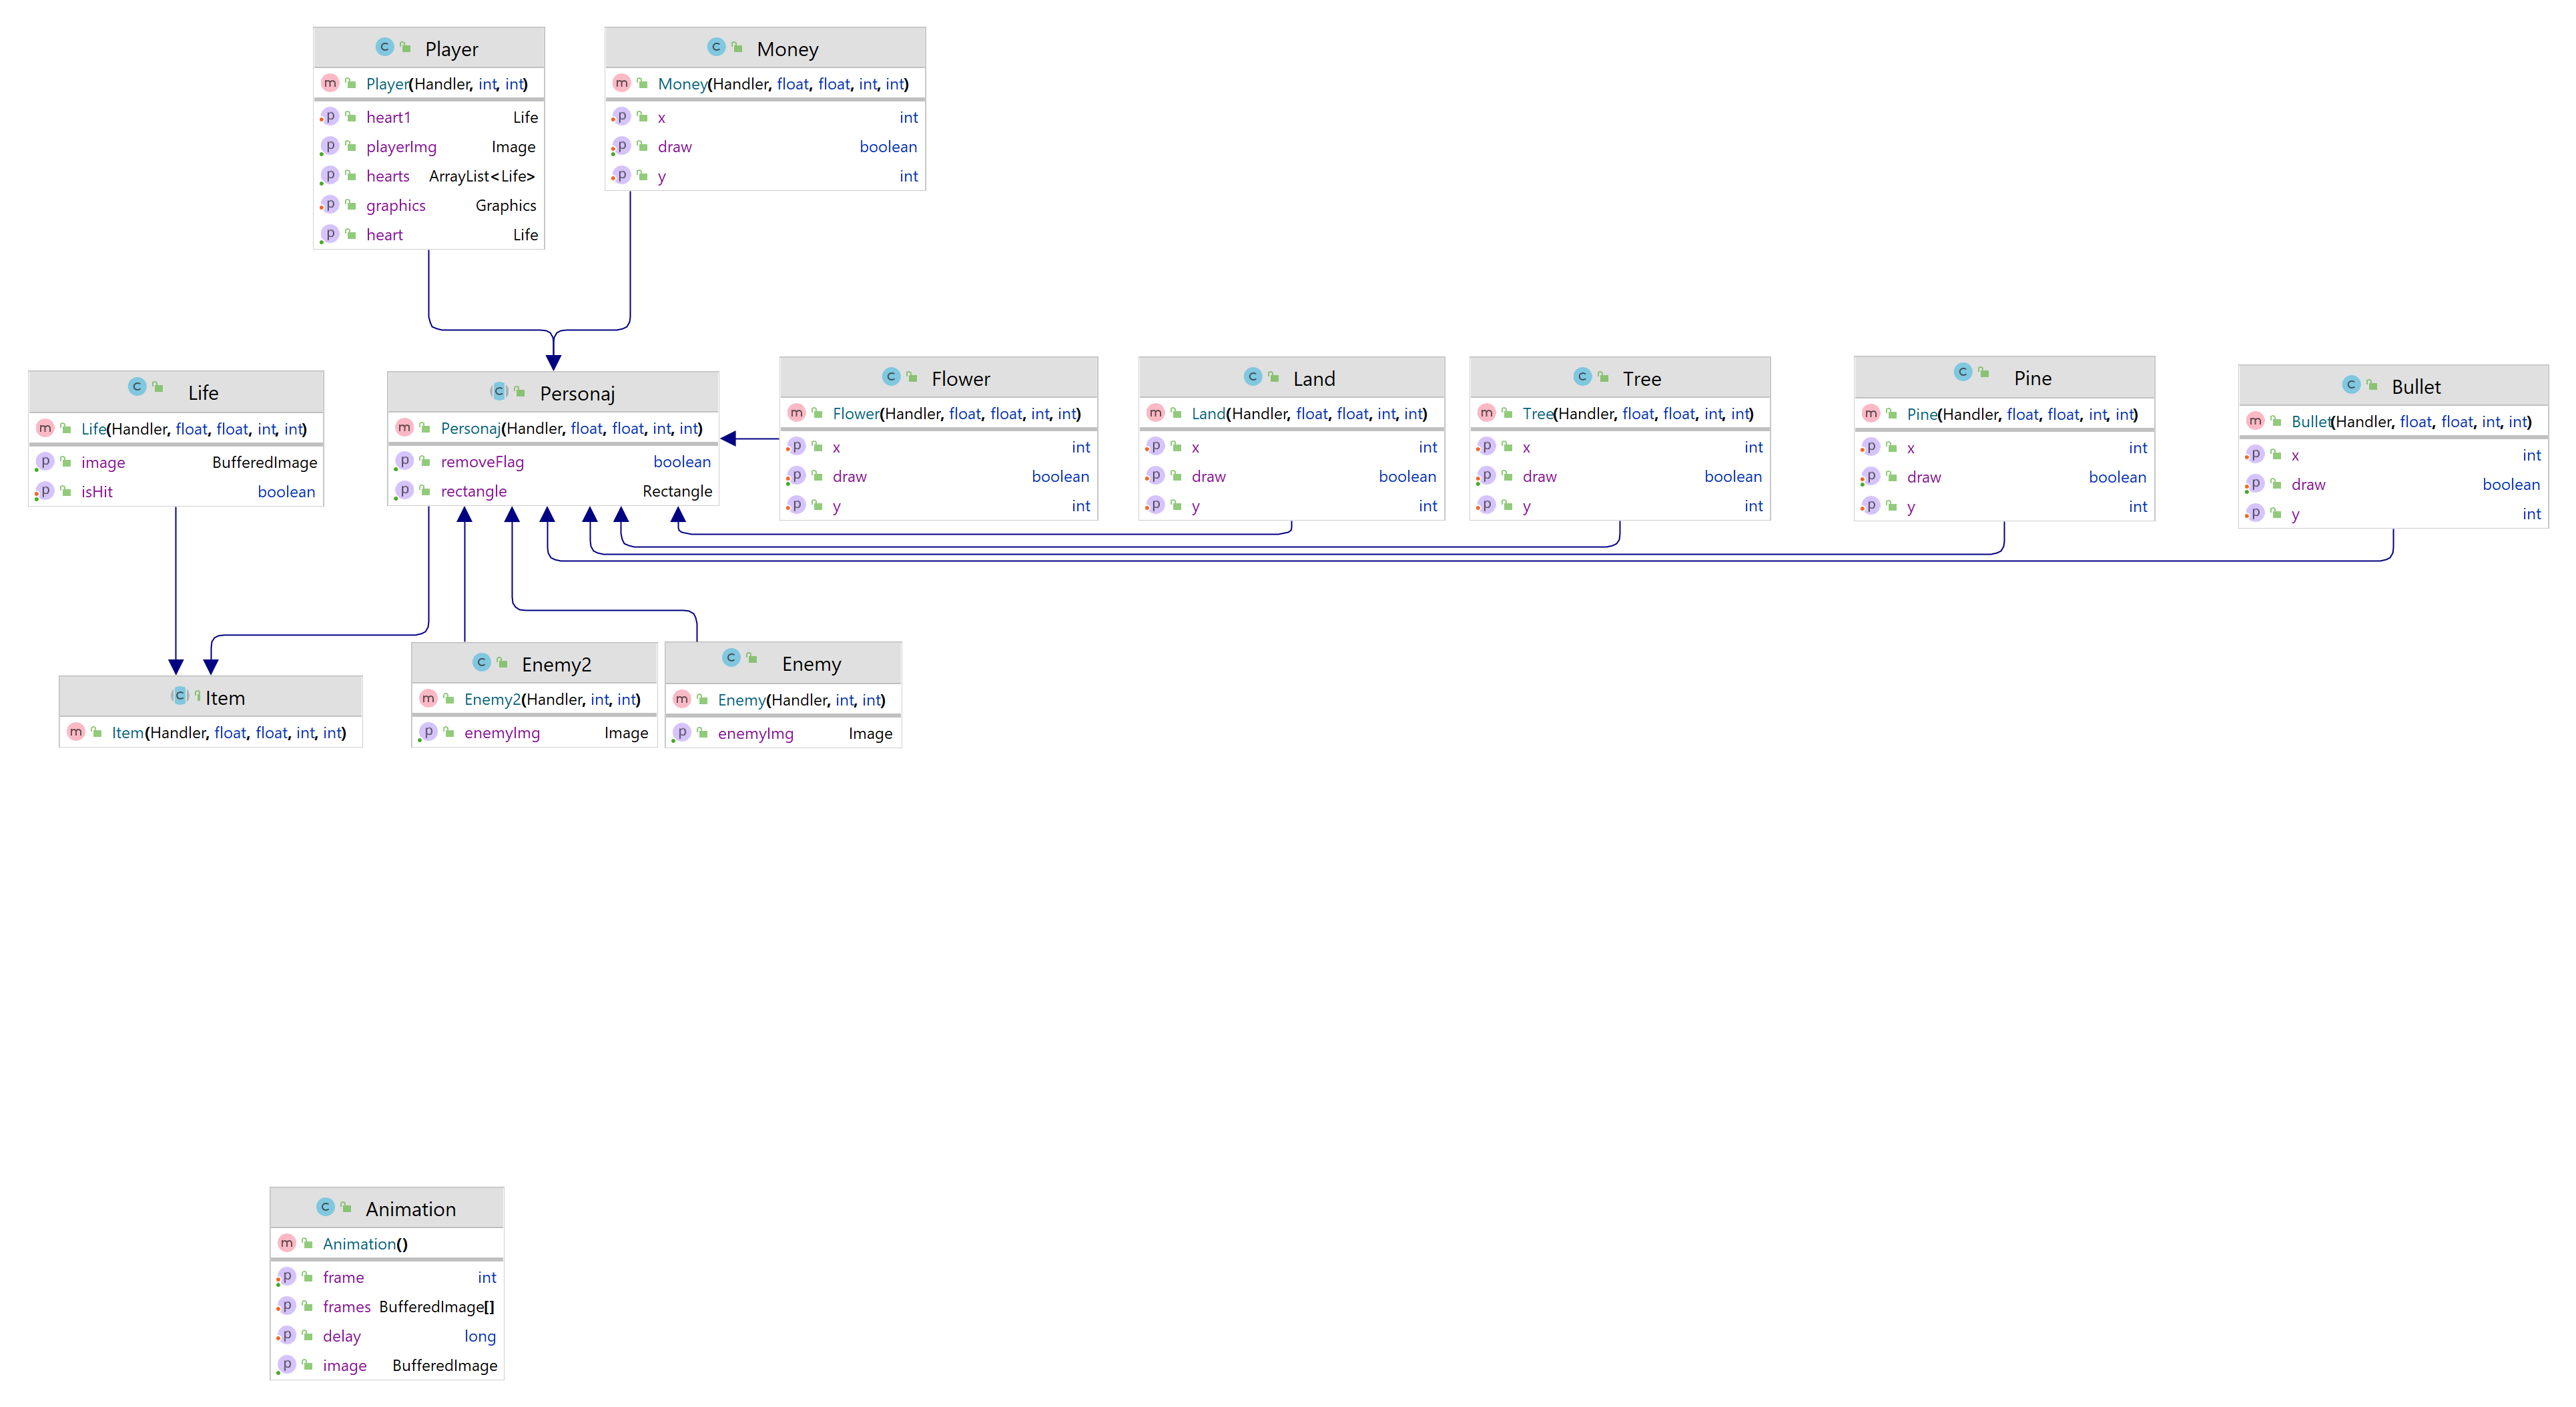 Player
Player(Handler, int, int)
heart1 Life
playerImg Image
hearts ArrayList<Life>
graphics Graphics
heart Life
Money
Money(Handler, float, float, int, int)
x int
draw boolean
y int
Life
Life(Handler, float, float, int, int)
image BufferedImage
isHit boolean
Personaj
Personaj(Handler, float, float, int, int)
removeFlag boolean
rectangle Rectangle
Flower
Flower(Handler, float, float, int, int)
x int
draw boolean
y int
Land
Land(Handler, float, float, int, int)
x int
draw boolean
y int
Tree
Tree(Handler, float, float, int, int)
x int
draw boolean
y int
Pine
Pine(Handler, float, float, int, int)
x int
draw boolean
y int
Bullet
Bullet(Handler, float, float, int, int)
x int
draw boolean
y int
Item
Item(Handler, float, float, int, int)
Enemy2
Enemy2(Handler, int, int)
enemyImg Image
Enemy
Enemy(Handler, int, int)
enemyImg Image
Animation
Animation()
frame int
frames BufferedImage[]
delay long
image BufferedImage